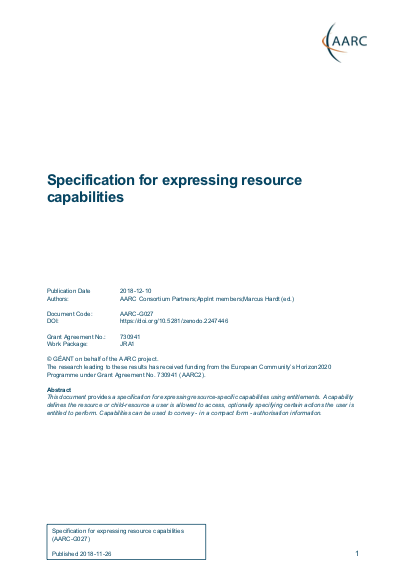 AARC
Specification for expressing resource
capabilities
Publication Date 2018-12-10
Authors: AARC Consortium Partners;AppInt members;Marcus Hardt (ed.)
Document Code: AARC-G027
DOI: https://doi.org/10.5281/zenodo.2247446
Grant Agreement No.: 730941
Work Package: JRA1
© GÉANT on behalf of the AARC project.
The research leading to these results has received funding from the European Community's Horizon2020
Programme under Grant Agreement No. 730941 (AARC2).
Abstract
This document provides a specification for expressing resource-specific capabilities using entitlements. A capability
defines the resource or child-resource a user is allowed to access, optionally specifying certain actions the user is
entitled to perform. Capabilities can be used to convey - in a compact form - authorisation information.
Specification for expressing resource capabilities
(AARC-G027)
Published 2018-11-26
1